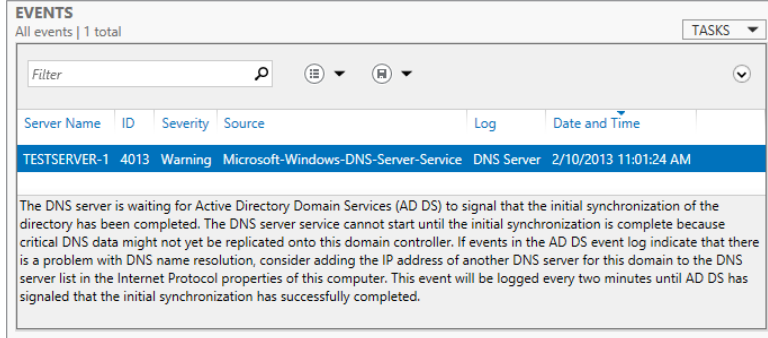 EVENTS
All events | 1 total
TASKS
Filter
Server Name ID Severity Source Log Date and Time
TESTSERVER-1 4013 Warning Microsoft-Windows-DNS-Server-Service DNS Server 2/10/2013 11:01:24 AM
The DNS server is waiting for Active Directory Domain Services (AD DS) to signal that the initial synchronization of the
directory has been completed. The DNS server service cannot start until the initial synchronization is complete because
critical DNS data might not yet be replicated onto this domain controller. If events in the AD DS event log indicate that there
is a problem with DNS name resolution, consider adding the IP address of another DNS server for this domain to the DNS
server list in the Internet Protocol properties of this computer. This event will be logged every two minutes until AD DS has
signaled that the initial synchronization has successfully completed.